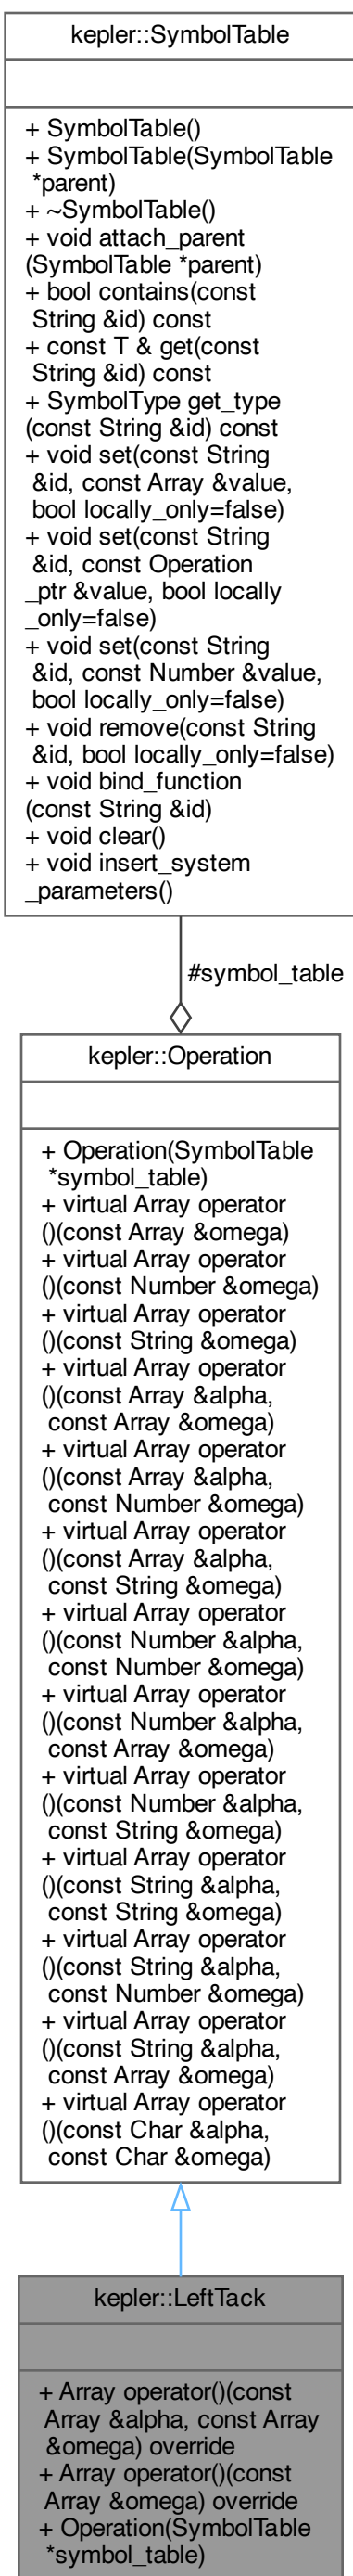 kepler::SymbolTable
+ SymbolTable()
+ SymbolTable(SymbolTable
*parent)
+ ~SymbolTable()
+ void attach_parent
(SymbolTable *parent)
+ bool contains(const
String &id) const
+ const T & get(const
String &id) const
+ SymbolType get_type
(const String &id) const
+ void set(const String
&id, const Array &value,
bool locally_only=false)
+ void set(const String
&id, const Operation
_ptr &value, bool locally
_only=false)
+ void set(const String
&id, const Number &value,
bool locally_only=false)
+ void remove(const String
&id, bool locally_only=false)
+ void bind_function
(const String &id)
+ void clear()
+ void insert_system
_parameters()
#symbol_table
kepler::Operation
+ Operation(SymbolTable
*symbol_table)
+ virtual Array operator
()(const Array &omega)
+ virtual Array operator
()(const Number &omega)
+ virtual Array operator
()(const String &omega)
+ virtual Array operator
()(const Array &alpha,
const Array &omega)
+ virtual Array operator
()(const Array &alpha,
const Number &omega)
+ virtual Array operator
()(const Array &alpha,
const String &omega)
+ virtual Array operator
()(const Number &alpha,
const Number &omega)
+ virtual Array operator
()(const Number &alpha,
const Array &omega)
+ virtual Array operator
()(const Number &alpha,
const String &omega)
+ virtual Array operator
()(const String &alpha,
const String &omega)
+ virtual Array operator
()(const String &alpha,
const Number &omega)
+ virtual Array operator
()(const String &alpha,
const Array &omega)
+ virtual Array operator
()(const Char &alpha,
const Char &omega)
kepler::LeftTack
+ Array operator()(const
Array &alpha, const Array
&omega) override
+ Array operator()(const
Array &omega) override
+ Operation(SymbolTable
*symbol_table)